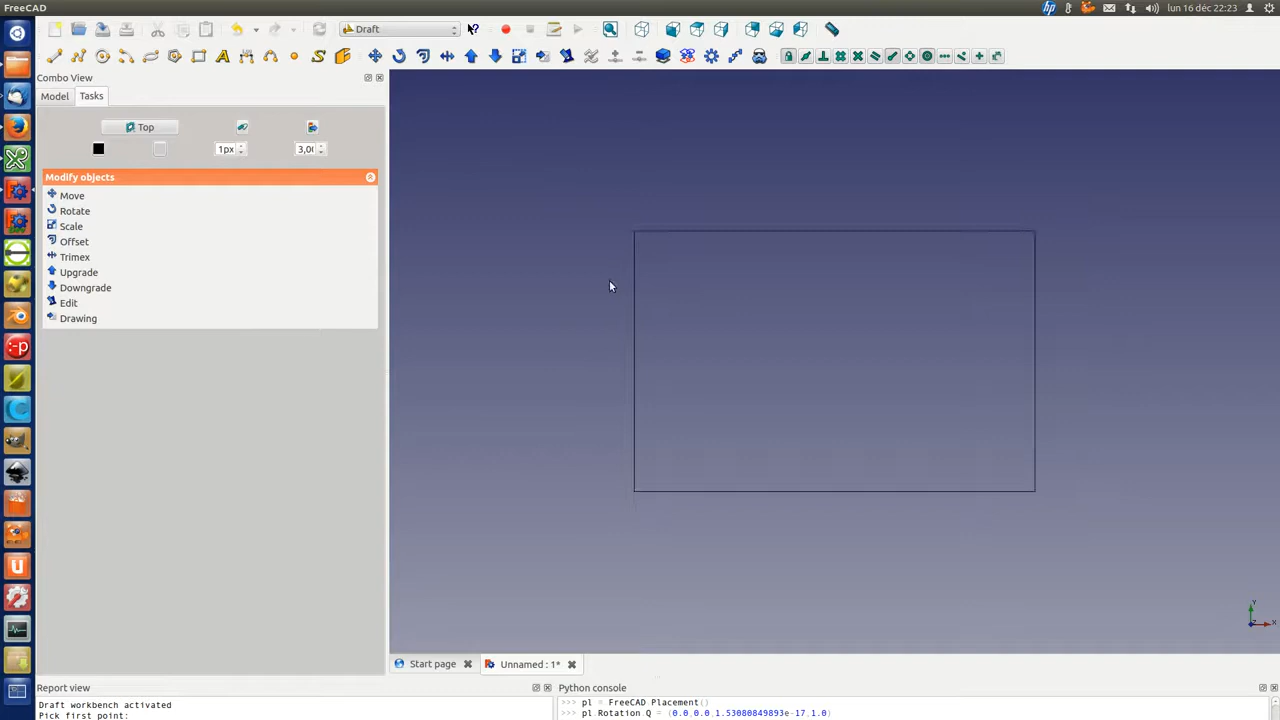 FreeCAD
lun 16 déc 22:23
Draft
Combo View
Model
Tasks
Top
1px
3,00
Modify objects
Move
Rotate
Scale
Offset
Trimex
Upgrade
Downgrade
Edit
Drawing
Y
X
Z
Start page
Unnamed : 1*
Report view
Python console
Draft workbench activated
Pick first point:
>>> pl = FreeCAD.Placement()
>>> pl.Rotation.Q = (0.0,0.0,1.53080849893e-17,1.0)